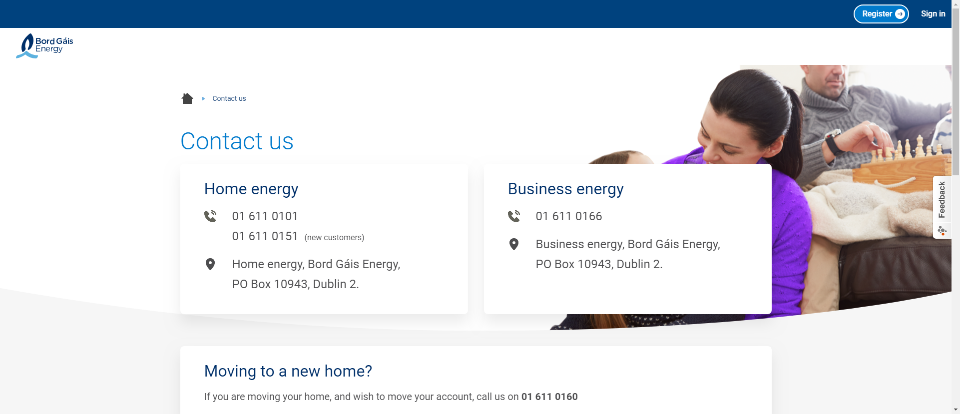 Register
Sign in
Bord Gáis
Energy
Contact us
Contact us
Home energy
01 611 0101
01 611 0151 (new customers)
Home energy, Bord Gáis Energy,
PO Box 10943, Dublin 2.
Business energy
01 611 0166
Business energy, Bord Gáis Energy,
PO Box 10943, Dublin 2.
Feedback
Moving to a new home?
If you are moving your home, and wish to move your account, call us on 01 611 0160